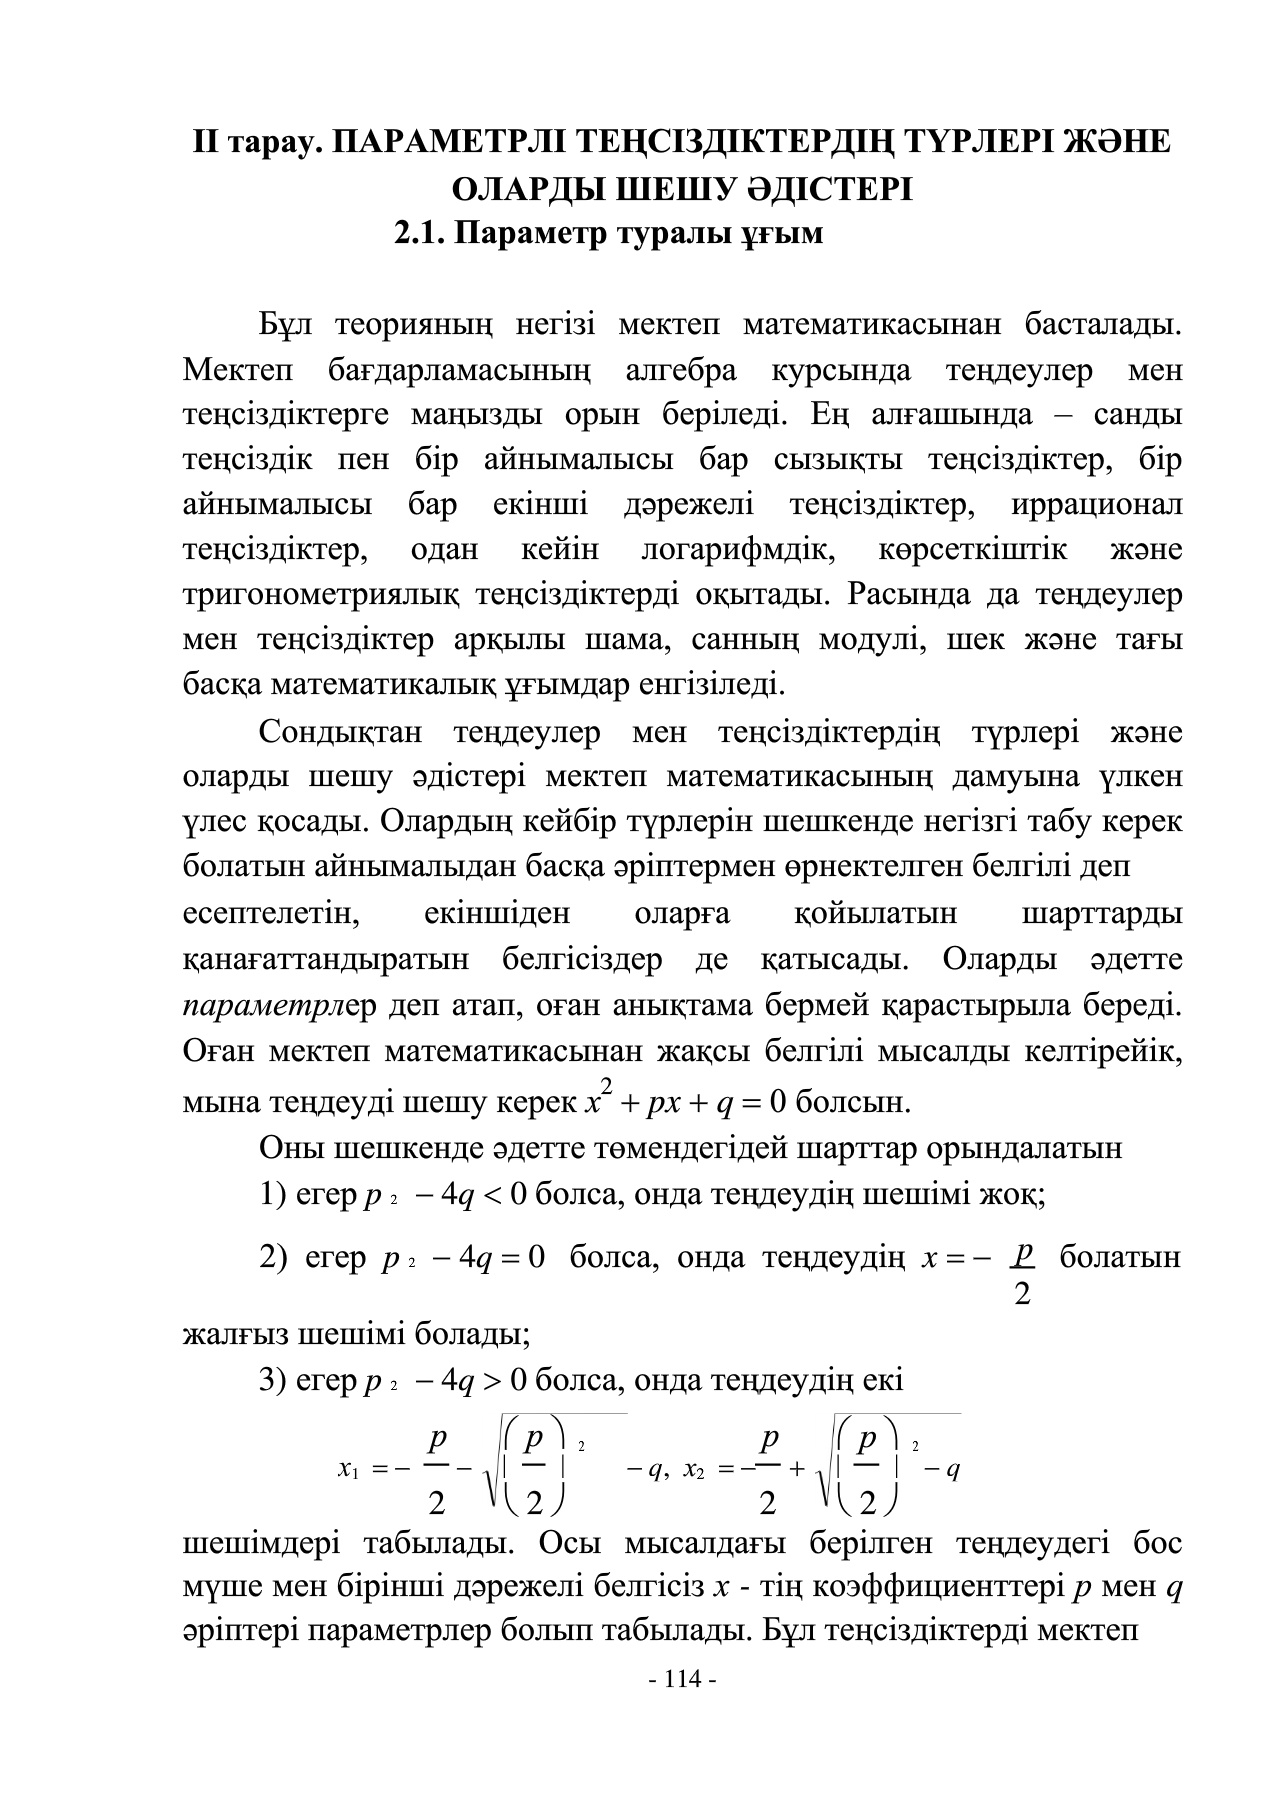 II тарау. ПАРАМЕТРЛІ ТЕҢСІЗДІКТЕРДІҢ ТҮРЛЕРІ ЖӘНЕ
ОЛАРДЫ ШЕШУ ӘДІСТЕРІ
2.1. Параметр туралы ұғым
Бұл теорияның негізі мектеп математикасынан басталады.
Мектеп бағдарламасының алгебра курсында теңдеулер мен
теңсіздіктерге маңызды орын беріледі. Ең алғашында – санды
теңсіздік пен бір айнымалысы бар сызықты теңсіздіктер, бір
айнымалысы бар екінші дәрежелі теңсіздіктер, иррационал
теңсіздіктер, одан кейін логарифмдік, көрсеткіштік және
тригонометриялық теңсіздіктерді оқытады. Расында да теңдеулер
мен теңсіздіктер арқылы шама, санның модулі, шек және тағы
басқа математикалық ұғымдар енгізіледі.
Сондықтан теңдеулер мен теңсіздіктердің түрлері және
оларды шешу әдістері мектеп математикасының дамуына үлкен
үлес қосады. Олардың кейбір түрлерін шешкенде негізгі табу керек
болатын айнымалыдан басқа әріптермен өрнектелген белгілі деп
есептелетін, екіншіден оларға қойылатын шарттарды
қанағаттандыратын белгісіздер де қатысады. Оларды әдетте
параметрлер деп атап, оған анықтама бермей қарастырыла береді.
Оған мектеп математикасынан жақсы белгілі мысалды келтірейік,
мына теңдеуді шешу керек x² + px + q = 0 болсын.
Оны шешкенде әдетте төмендегідей шарттар орындалатын
1) егер p ² − 4q < 0 болса, онда теңдеудің шешімі жоқ;
2) егер p ² − 4q = 0 болса, онда теңдеудің x = − p/2 болатын
жалғыз шешімі болады;
3) егер p ² − 4q > 0 болса, онда теңдеудің екі
x₁ = − p/2 − √(p/2)² − q, x₂ = − p/2 + √(p/2)² − q
шешімдері табылады. Осы мысалдағы берілген теңдеудегі бос
мүше мен бірінші дәрежелі белгісіз x - тің коэффициенттері p мен q
әріптері параметрлер болып табылады. Бұл теңсіздіктерді мектеп
- 114 -